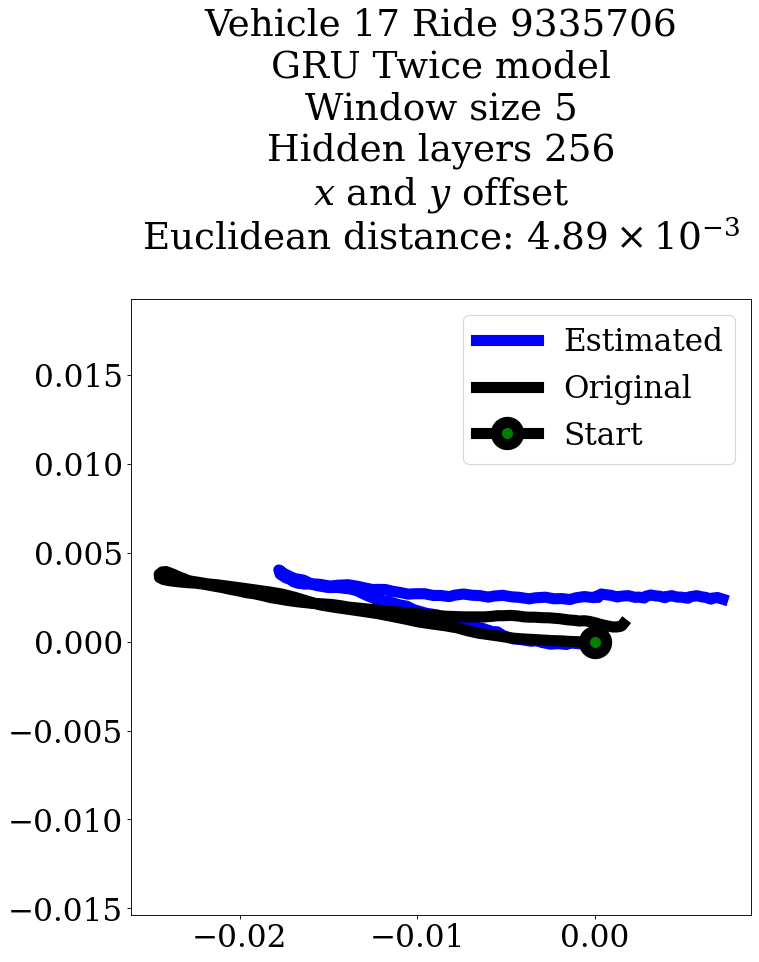 Vehicle 17 Ride 9335706
GRU Twice model
Window size 5
Hidden layers 256
x and y offset
Euclidean distance: 4.89 × 10⁻³
Estimated
Original
Start
0.015
0.010
0.005
0.000
−0.005
−0.010
−0.015
−0.02
−0.01
0.00